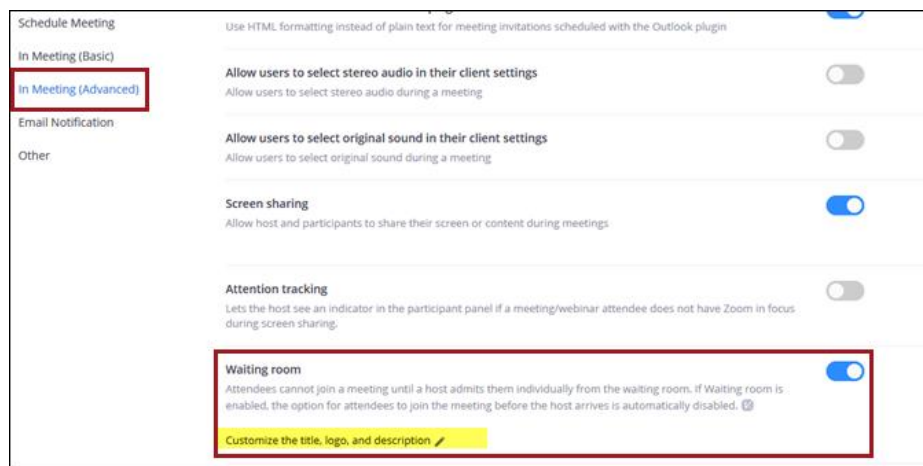 Schedule Meeting
In Meeting (Basic)
In Meeting (Advanced)
Email Notification
Other
Use HTML formatting instead of plain text for meeting invitations scheduled with the Outlook plugin
Allow users to select stereo audio in their client settings
Allow users to select stereo audio during a meeting
Allow users to select original sound in their client settings
Allow users to select original sound during a meeting
Screen sharing
Allow host and participants to share their screen or content during meetings
Attention tracking
Lets the host see an indicator in the participant panel if a meeting/webinar attendee does not have Zoom in focus
during screen sharing.
Waiting room
Attendees cannot join a meeting until a host admits them individually from the waiting room. If Waiting room is
enabled, the option for attendees to join the meeting before the host arrives is automatically disabled.
Customize the title, logo, and description